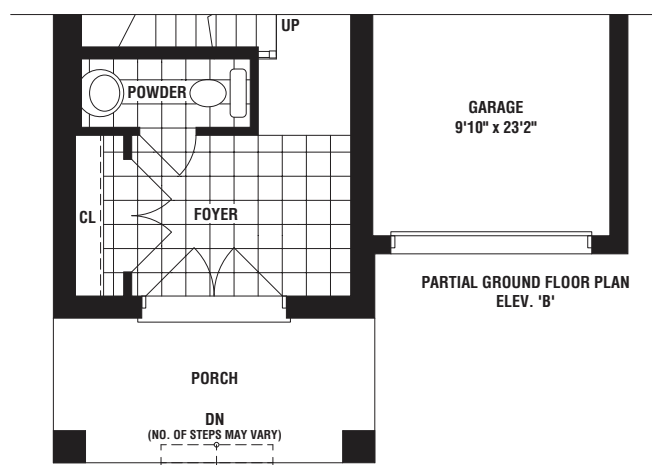 UP
POWDER
GARAGE
9'10" x 23'2"
CL
FOYER
PARTIAL GROUND FLOOR PLAN
ELEV. 'B'
PORCH
DN
(NO. OF STEPS MAY VARY)